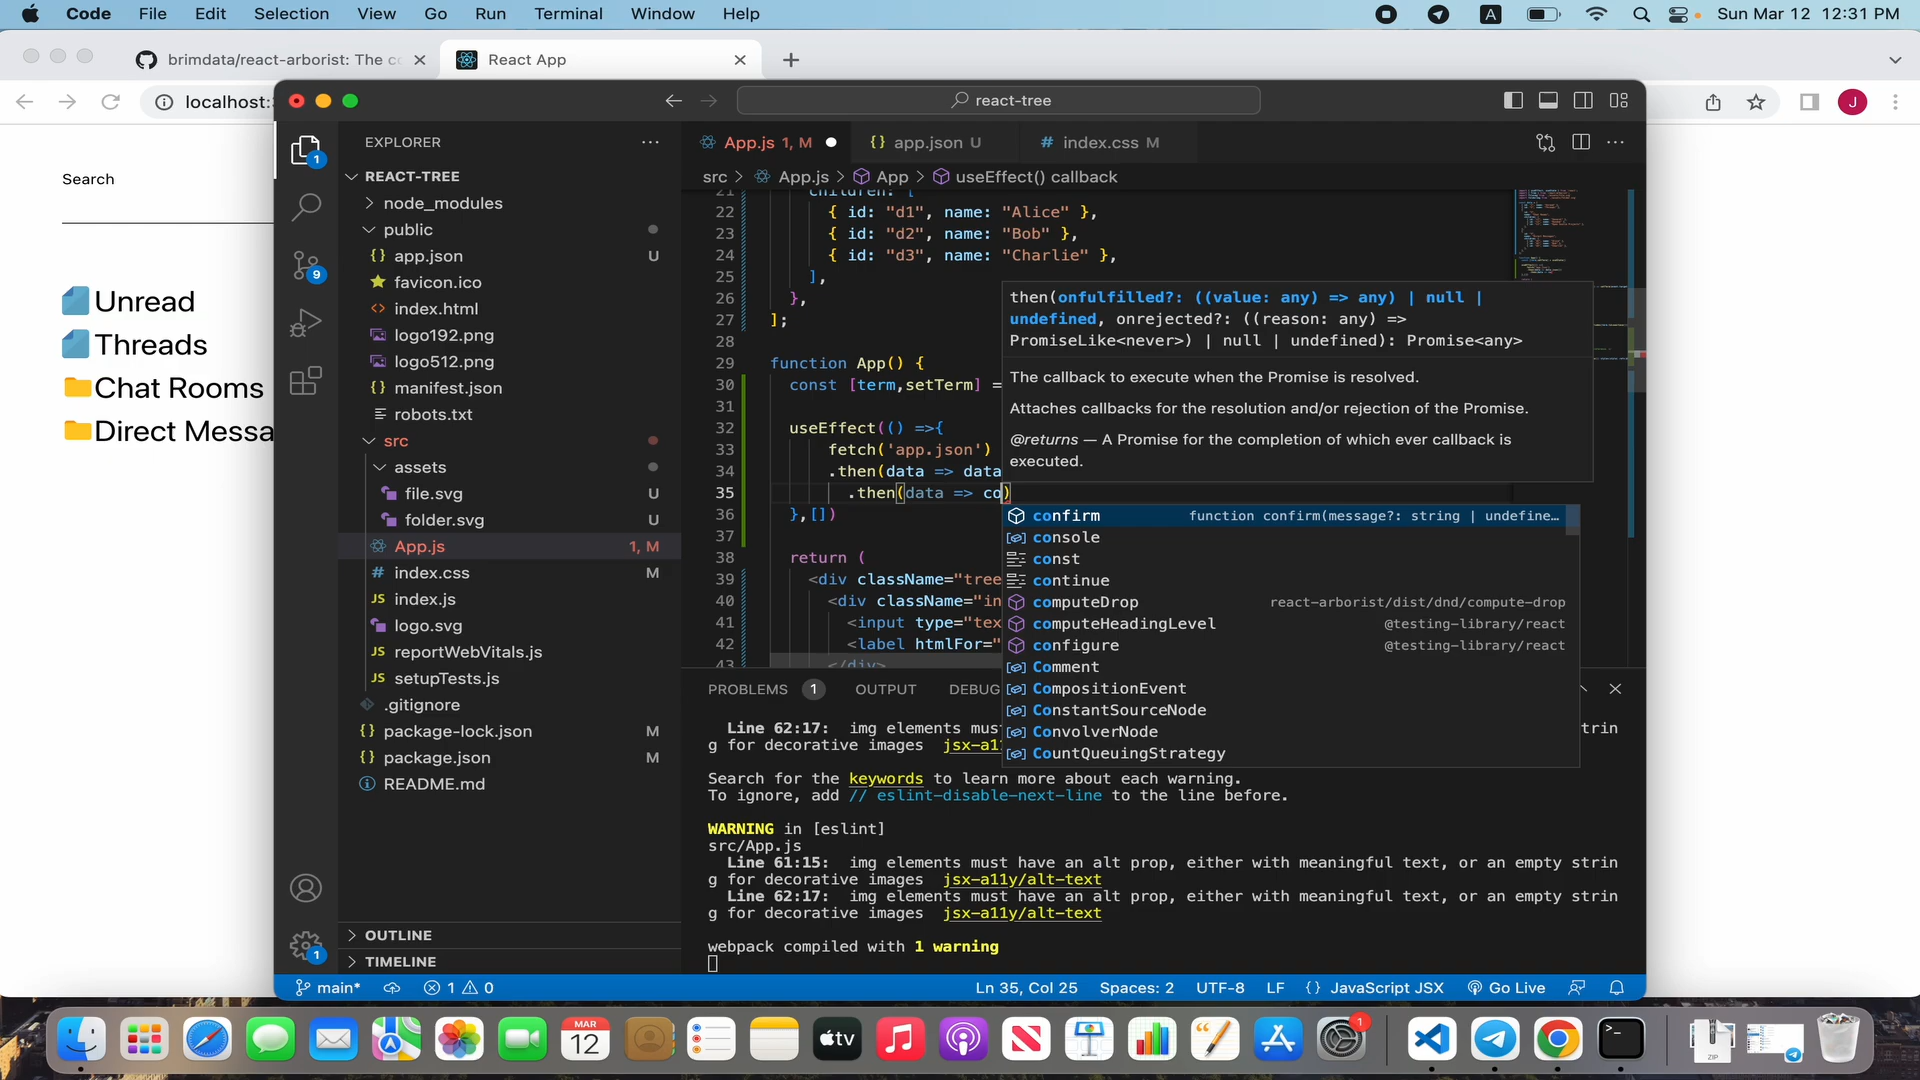 Code File Edit Selection View Go Run Terminal Window Help A Sun Mar 12 12:31 PM
brimdata/react-arborist: The c
React App
localhost:
react-tree
J
EXPLORER
REACT-TREE
node_modules
public
app.json U
favicon.ico
index.html
logo192.png
logo512.png
manifest.json
robots.txt
src
assets
file.svg U
folder.svg U
App.js 1, M
index.css M
index.js
logo.svg
reportWebVitals.js
setupTests.js
.gitignore
package-lock.json M
package.json M
README.md
OUTLINE
TIMELINE
Search
Unread
Threads
Chat Rooms
Direct Messa
App.js 1, M
app.json U
index.css M
src > App.js > App > useEffect() callback
21 children: [
22 { id: "d1", name: "Alice" },
23 { id: "d2", name: "Bob" },
24 { id: "d3", name: "Charlie" },
25 ],
26 },
27 ];
28
29 function App() {
30 const [term,setTerm] =
31
32 useEffect(() =>{
33 fetch('app.json')
34 .then(data => data
35 .then(data => co)
36 },[])
37
38 return (
39 <div className="tree
40 <div className="in
41 <input type="tex
42 <label htmlFor="
43 </div>
then(onfulfilled?: ((value: any) => any) | null |
undefined, onrejected?: ((reason: any) =>
PromiseLike<never>) | null | undefined): Promise<any>
The callback to execute when the Promise is resolved.
Attaches callbacks for the resolution and/or rejection of the Promise.
@returns — A Promise for the completion of which ever callback is
executed.
confirm function confirm(message?: string | undefine…
console
const
continue
computeDrop react-arborist/dist/dnd/compute-drop
computeHeadingLevel @testing-library/react
configure @testing-library/react
Comment
CompositionEvent
ConstantSourceNode
ConvolverNode
CountQueuingStrategy
PROBLEMS 1 OUTPUT DEBUG
Line 62:17: img elements mus trin
g for decorative images jsx-a1
Search for the keywords to learn more about each warning.
To ignore, add // eslint-disable-next-line to the line before.
WARNING in [eslint]
src/App.js
Line 61:15: img elements must have an alt prop, either with meaningful text, or an empty strin
g for decorative images jsx-a11y/alt-text
Line 62:17: img elements must have an alt prop, either with meaningful text, or an empty strin
g for decorative images jsx-a11y/alt-text
webpack compiled with 1 warning
1
9
1
main* 1 0 Ln 35, Col 25 Spaces: 2 UTF-8 LF {} JavaScript JSX Go Live
MAR
12
tv
1
ZIP